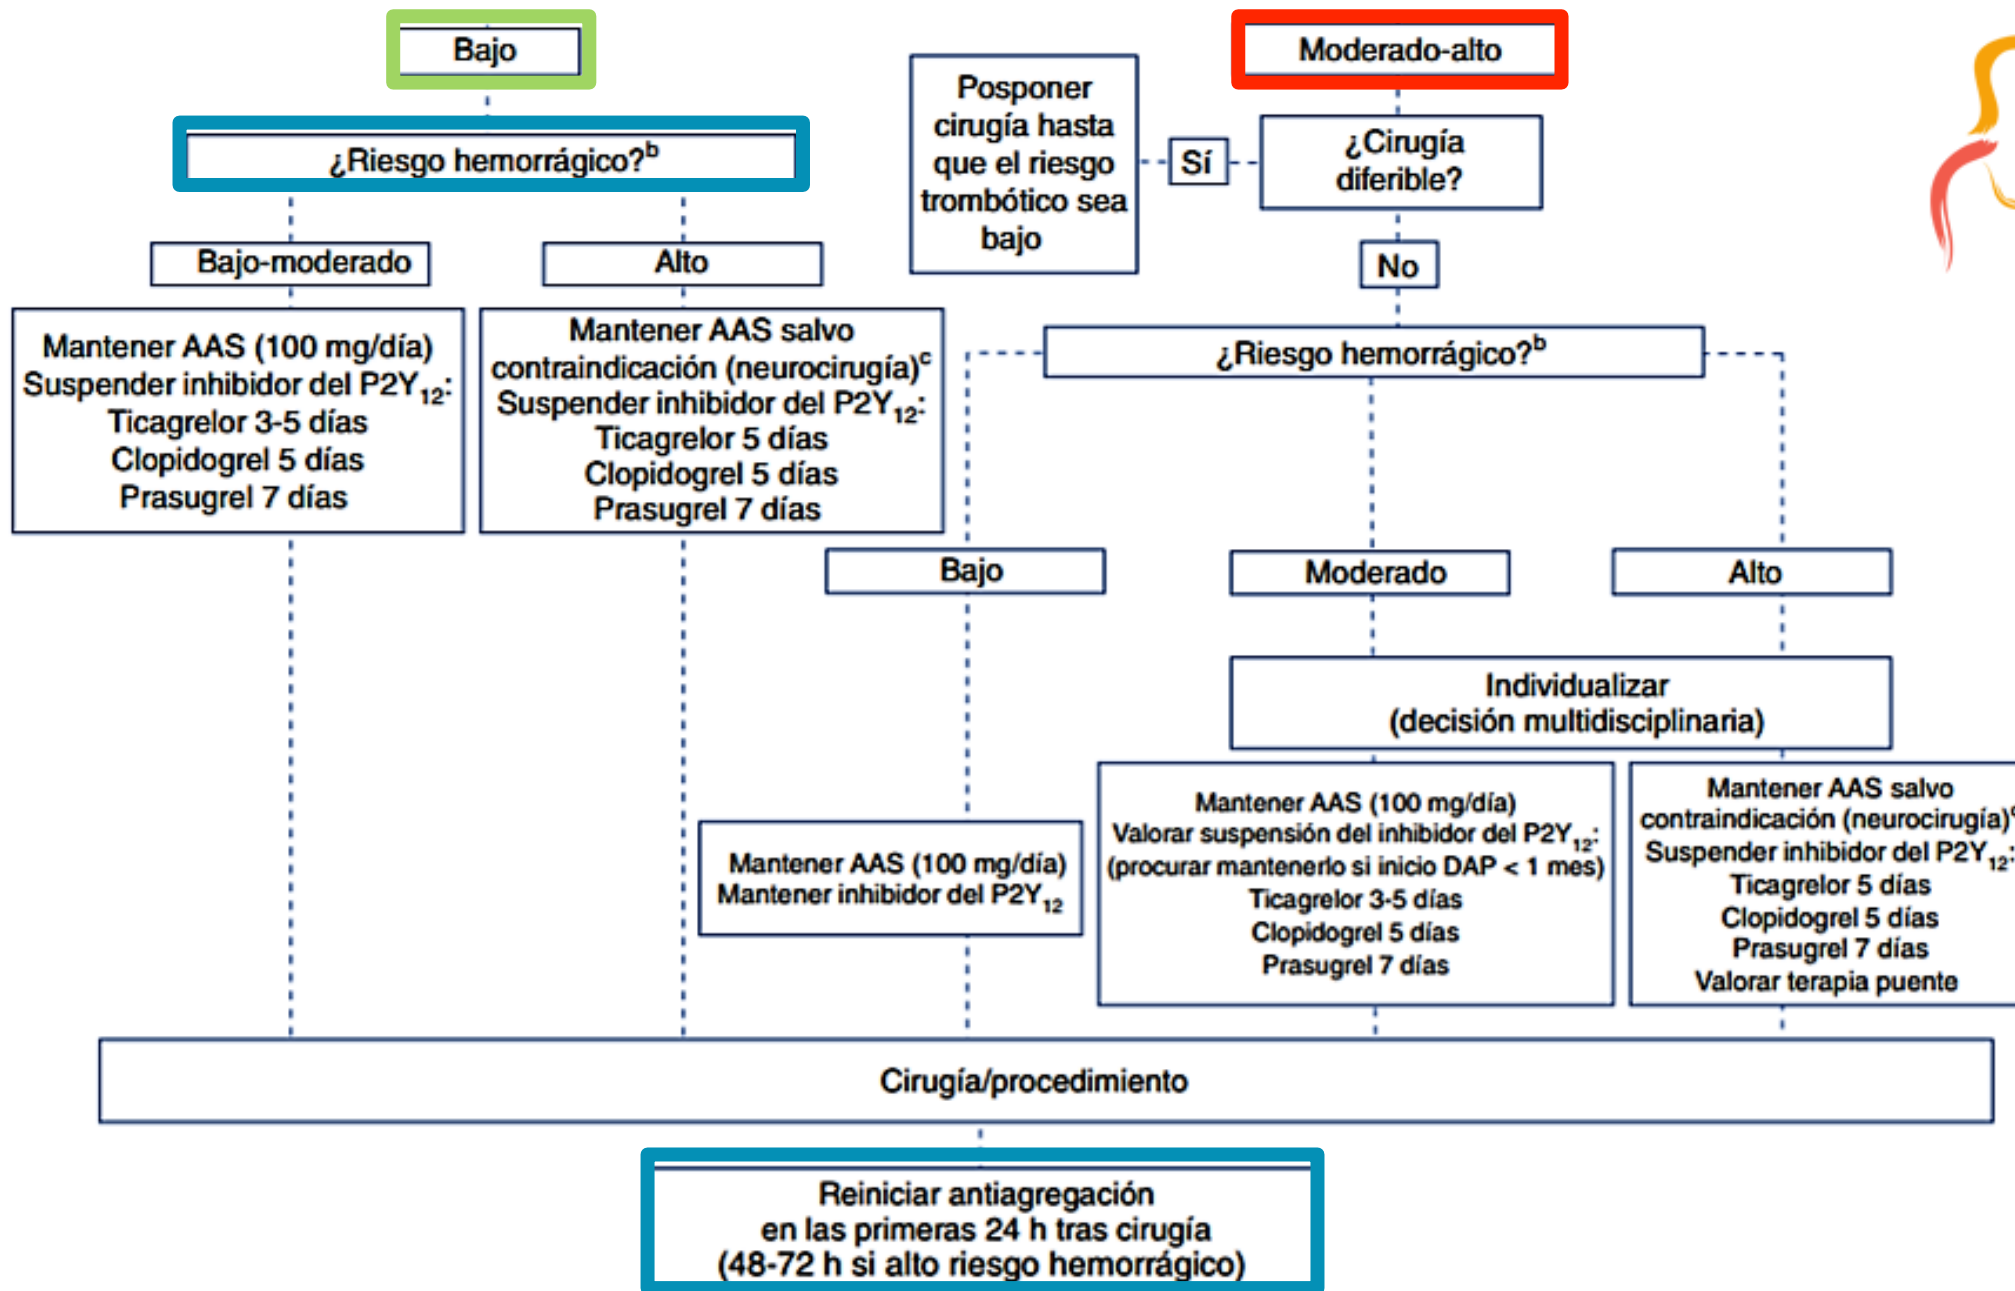 Bajo
¿Riesgo hemorrágico?ᵇ
Bajo-moderado
Mantener AAS (100 mg/día)
Suspender inhibidor del P2Y₁₂:
Ticagrelor 3-5 días
Clopidogrel 5 días
Prasugrel 7 días
Alto
Mantener AAS salvo
contraindicación (neurocirugía)ᶜ
Suspender inhibidor del P2Y₁₂:
Ticagrelor 5 días
Clopidogrel 5 días
Prasugrel 7 días
Moderado-alto
¿Cirugía
diferible?
Sí
Posponer
cirugía hasta
que el riesgo
trombótico sea
bajo
No
¿Riesgo hemorrágico?ᵇ
Bajo
Mantener AAS (100 mg/día)
Mantener inhibidor del P2Y₁₂
Moderado
Alto
Individualizar
(decisión multidisciplinaria)
Mantener AAS (100 mg/día)
Valorar suspensión del inhibidor del P2Y₁₂:
(procurar mantenerlo si inicio DAP < 1 mes)
Ticagrelor 3-5 días
Clopidogrel 5 días
Prasugrel 7 días
Mantener AAS salvo
contraindicación (neurocirugía)ᶜ
Suspender inhibidor del P2Y₁₂:
Ticagrelor 5 días
Clopidogrel 5 días
Prasugrel 7 días
Valorar terapia puente
Cirugía/procedimiento
Reiniciar antiagregación
en las primeras 24 h tras cirugía
(48-72 h si alto riesgo hemorrágico)